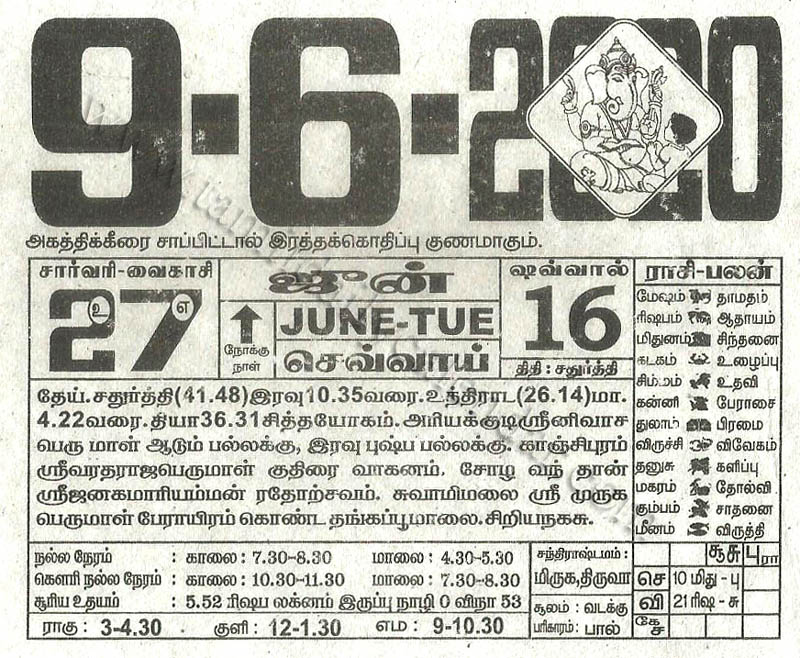 9-6-2020
அகத்திக்கீரை சாப்பிட்டால் இரத்தக்கொதிப்பு குணமாகும்.
சார்வரி-வைகாசி
27
உ
எ
ஜூன்
நோக்கு
நாள்
JUNE-TUE
செவ்வாய்
ஷவ்வால்
16
திதி : சதுர்த்தி
தேய்.சதுர்த்தி(41.48)இரவு10.35வரை.உத்திராட(26.14)மா.
4.22வரை.தியா36.31சித்தயோகம்.அரியக்குடிஸ்ரீனிவாச
பெரு மாள் ஆடும் பல்லக்கு, இரவு புஷ்ப பல்லக்கு. காஞ்சிபுரம்
ஸ்ரீவரதராஜபெருமாள் குதிரை வாகனம். சோழ வந் தான்
ஸ்ரீஜனகமாரியம்மன் ரதோற்சவம். சுவாமிமலை ஸ்ரீ முருக
பெருமாள் பேராயிரம் கொண்ட தங்கப்பூமாலை.சிறியநகசு.
ராசி-பலன்
மேஷம் தாமதம்
ரிஷபம் ஆதாயம்
மிதுனம் சிந்தனை
கடகம் உழைப்பு
சிம்மம் உதவி
கன்னி பேராசை
துலாம் பிரமை
விருச்சி விவேகம்
தனுசு களிப்பு
மகரம் தோல்வி
கும்பம் சாதனை
மீனம் விருத்தி
நல்ல நேரம் : காலை: 7.30-8.30 மாலை: 4.30-5.30
கௌரி நல்ல நேரம் : காலை: 10.30-11.30 மாலை: 7.30-8.30
சூரிய உதயம் : 5.52 ரிஷப லக்னம் இருப்பு நாழி 0 விநா 53
ராகு : 3-4.30 குளி : 12-1.30 எம : 9-10.30
சந்திராஷ்டமம் :
மிருக,திருவா
சூலம் : வடக்கு
பரிகாரம் : பால்
சூசு பு ரா
செ 10 மிது - பு
வி 21 ரிஷ - சு
கே